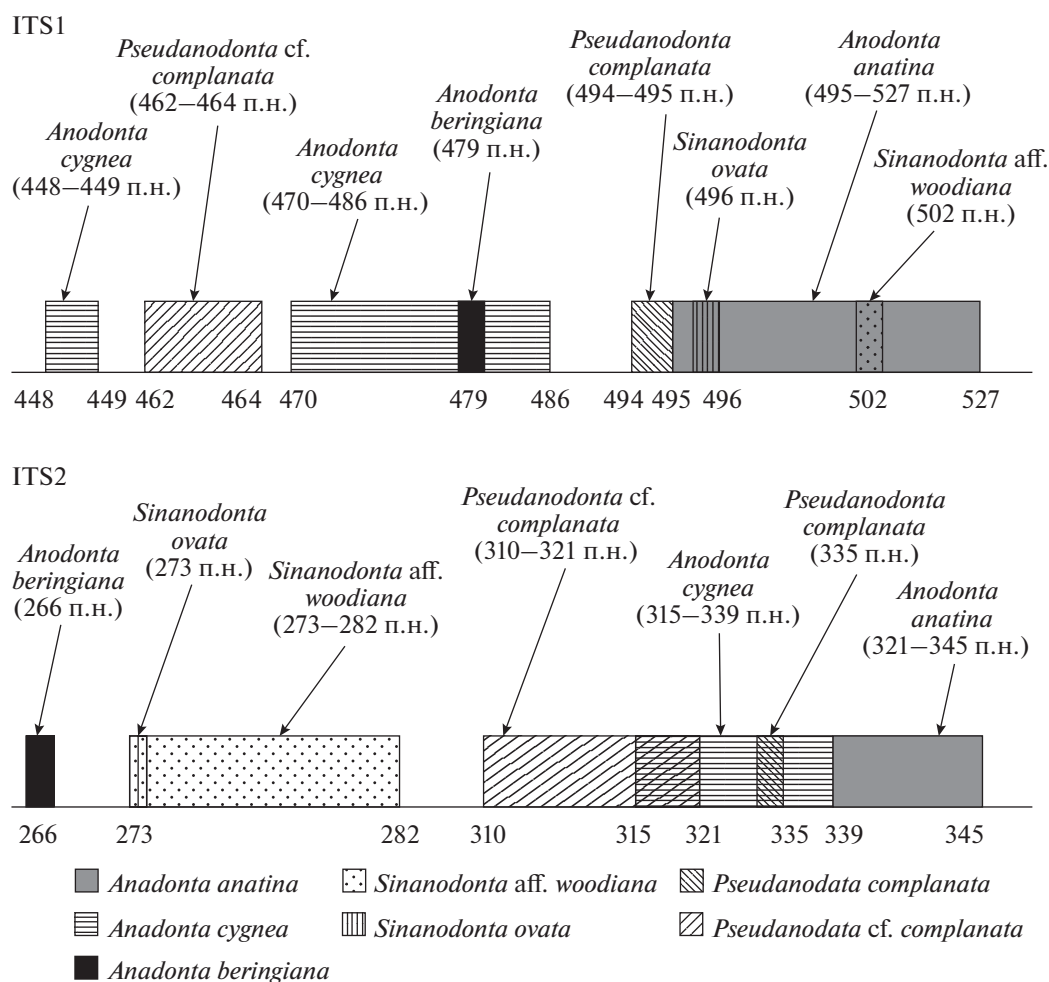 ITS1
Pseudanodonta cf.
complanata
(462–464 п.н.)
Pseudanodonta
complanata
(494–495 п.н.)
Anodonta
anatina
(495–527 п.н.)
Anodonta
beringiana
(479 п.н.)
Anodonta
cygnea
(448–449 п.н.)
Anodonta
cygnea
(470–486 п.н.)
Sinanodonta
ovata
(496 п.н.)
Sinanodonta aff.
woodiana
(502 п.н.)
448 449 462 464 470 479 486 494 495 496 502 527
ITS2
Anodonta
beringiana
(266 п.н.)
Sinanodonta
ovata
(273 п.н.)
Sinanodonta aff.
woodiana
(273–282 п.н.)
Pseudanodonta cf.
complanata
(310–321 п.н.)
Anodonta
cygnea
(315–339 п.н.)
Pseudanodonta
complanata
(335 п.н.)
Anodonta
anatina
(321–345 п.н.)
266 273 282 310 315 321 335 339 345
Anadonta anatina
Sinanodonta aff. woodiana
Pseudanodata complanata
Anadonta cygnea
Sinanodonta ovata
Pseudanodata cf. complanata
Anadonta beringiana